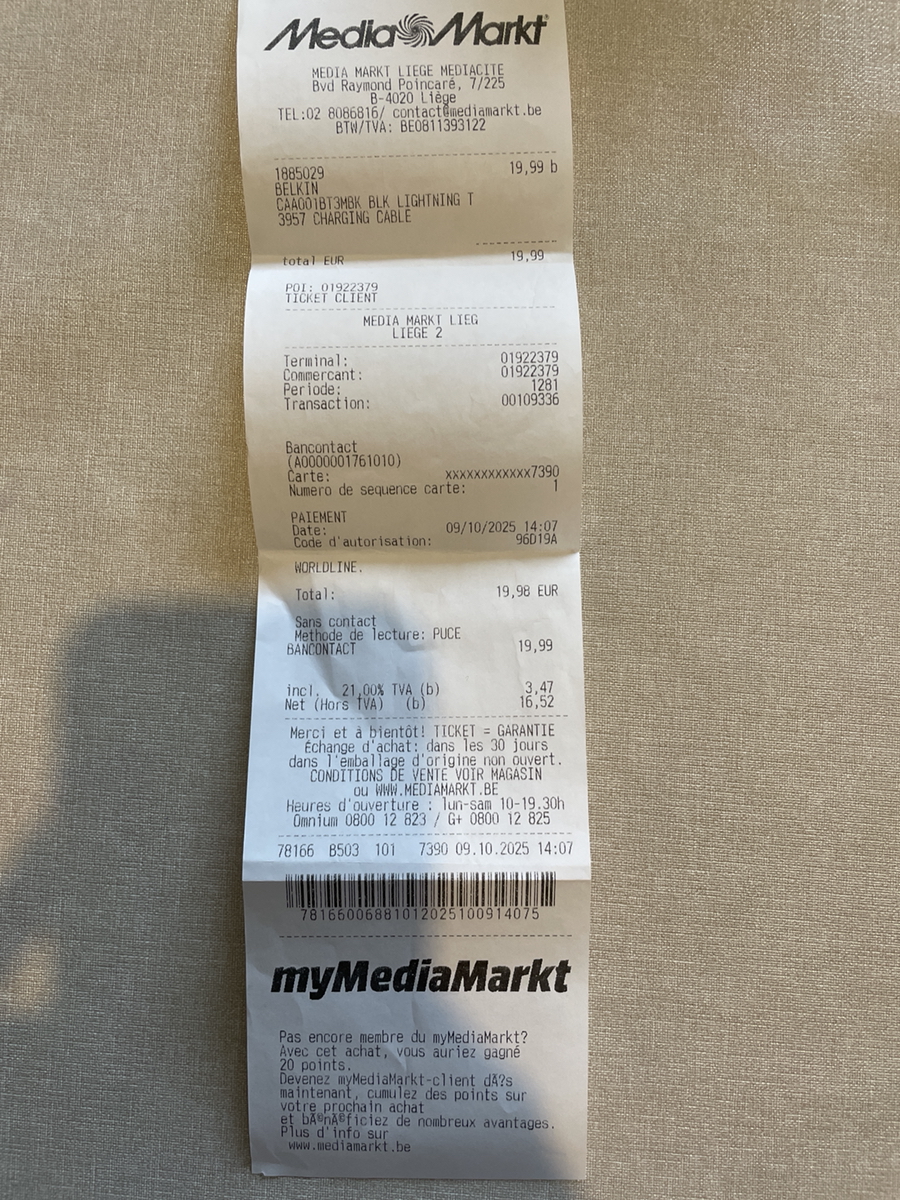 Media Markt
MEDIA MARKT LIEGE MEDIACITE
Bvd Raymond Poincaré, 7/225
B-4020 Liège
TEL:02 8086816/ contact@mediamarkt.be
BTW/TVA: BE0811393122
1885029 19,99 b
BELKIN
CAA001BT3MBK BLK LIGHTNING T
3957 CHARGING CABLE
total EUR 19,99
POI: 01922379
TICKET CLIENT
MEDIA MARKT LIEG
LIEGE 2
Terminal: 01922379
Commercant: 01922379
Periode: 1281
Transaction: 00109336
Bancontact
(A0000001761010)
Carte: xxxxxxxxxxxx7390
Numero de sequence carte: 1
PAIEMENT
Date: 09/10/2025 14:07
Code d'autorisation: 96D19A
WORLDLINE.
Total: 19,98 EUR
Sans contact
Methode de lecture: PUCE
BANCONTACT 19,99
incl. 21,00% TVA (b) 3,47
Net (Hors TVA) (b) 16,52
Merci et à bientôt! TICKET = GARANTIE
Échange d'achat: dans les 30 jours
dans l'emballage d'origine non ouvert.
CONDITIONS DE VENTE VOIR MAGASIN
ou WWW.MEDIAMARKT.BE
Heures d'ouverture : lun-sam 10-19.30h
Omnium 0800 12 823 / G+ 0800 12 825
78166 B503 101 7390 09.10.2025 14:07
78166006881012025100914075
myMediaMarkt
Pas encore membre du myMediaMarkt?
Avec cet achat, vous auriez gagné
20 points.
Devenez myMediaMarkt-client dÃ?s
maintenant, cumulez des points sur
votre prochain achat
et bÃ©nÃ©ficiez de nombreux avantages.
Plus d'info sur
www.mediamarkt.be